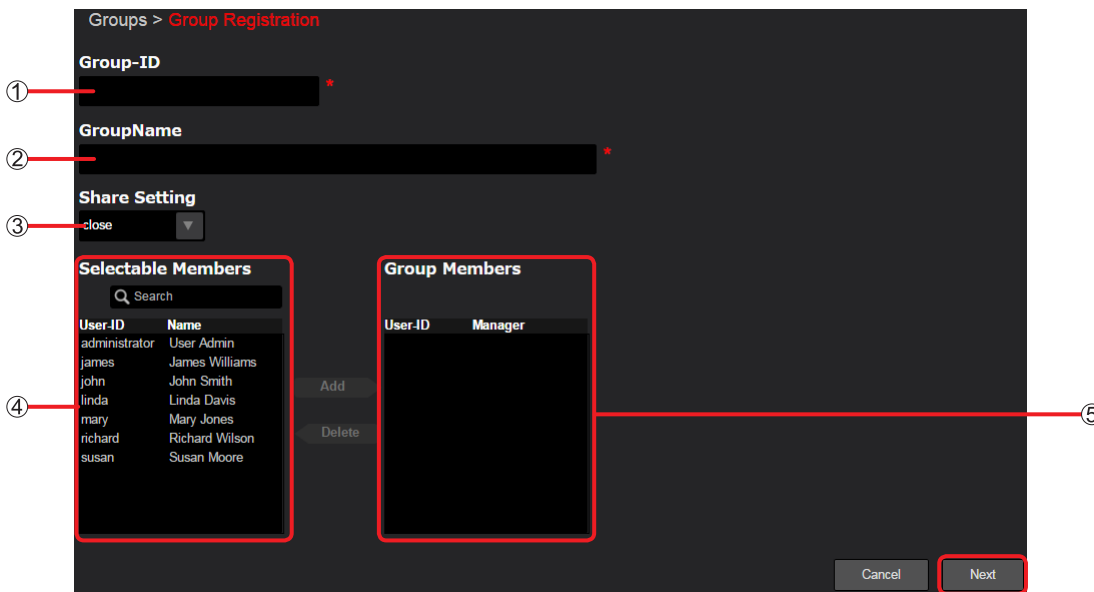 Groups > Group Registration
Group-ID
① *
GroupName
② *
Share Setting
③ close
Selectable Members Group Members
Search
User-ID Name User-ID Manager
administrator User Admin
james James Williams
john John Smith
Add
linda Linda Davis
④ ⑤
mary Mary Jones
richard Richard Wilson
Delete
susan Susan Moore
Cancel Next